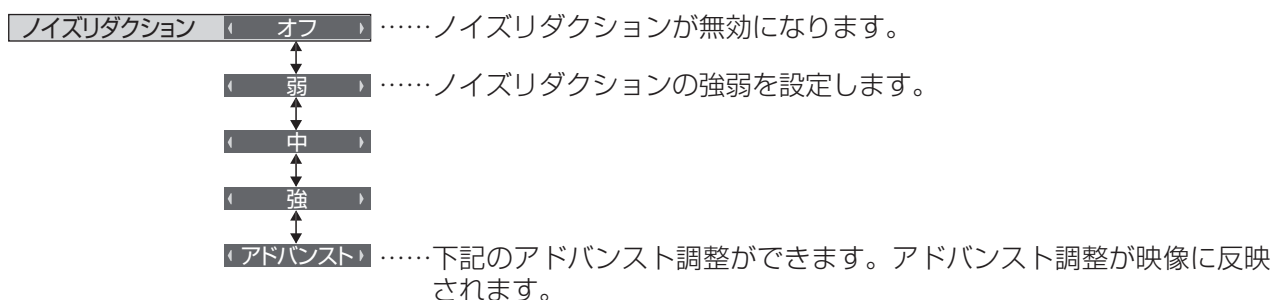 ノイズリダクション オフ ……ノイズリダクションが無効になります。
弱 ……ノイズリダクションの強弱を設定します。
中
強
アドバンスト ……下記のアドバンスト調整ができます。アドバンスト調整が映像に反映
されます。